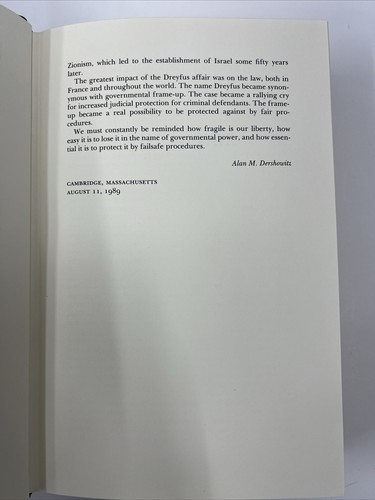 Zionism, which led to the establishment of Israel some fifty years
later.
The greatest impact of the Dreyfus affair was on the law, both in
France and throughout the world. The name Dreyfus became synon-
ymous with governmental frame-up. The case became a rallying cry
for increased judicial protection for criminal defendants. The frame-
up became a real possibility to be protected against by fair pro-
cedures.
We must constantly be reminded how fragile is our liberty, how
easy it is to lose it in the name of governmental power, and how essen-
tial it is to protect it by failsafe procedures.
Alan M. Dershowitz
CAMBRIDGE, MASSACHUSETTS
AUGUST 11, 1989